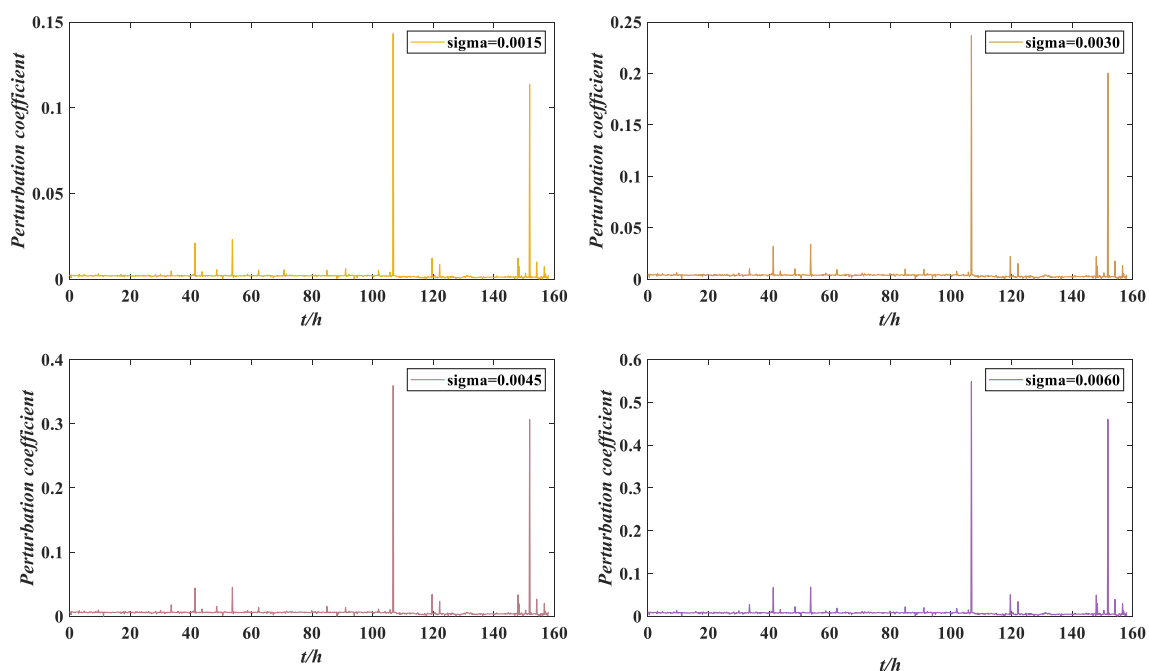 Perturbation coefficient
0.15
0.1
0.05
0
sigma=0.0015
0 20 40 60 80 100 120 140 160
t/h
Perturbation coefficient
0.25
0.2
0.15
0.1
0.05
0
sigma=0.0030
0 20 40 60 80 100 120 140 160
t/h
Perturbation coefficient
0.4
0.3
0.2
0.1
0
sigma=0.0045
0 20 40 60 80 100 120 140 160
t/h
Perturbation coefficient
0.6
0.5
0.4
0.3
0.2
0.1
0
sigma=0.0060
0 20 40 60 80 100 120 140 160
t/h